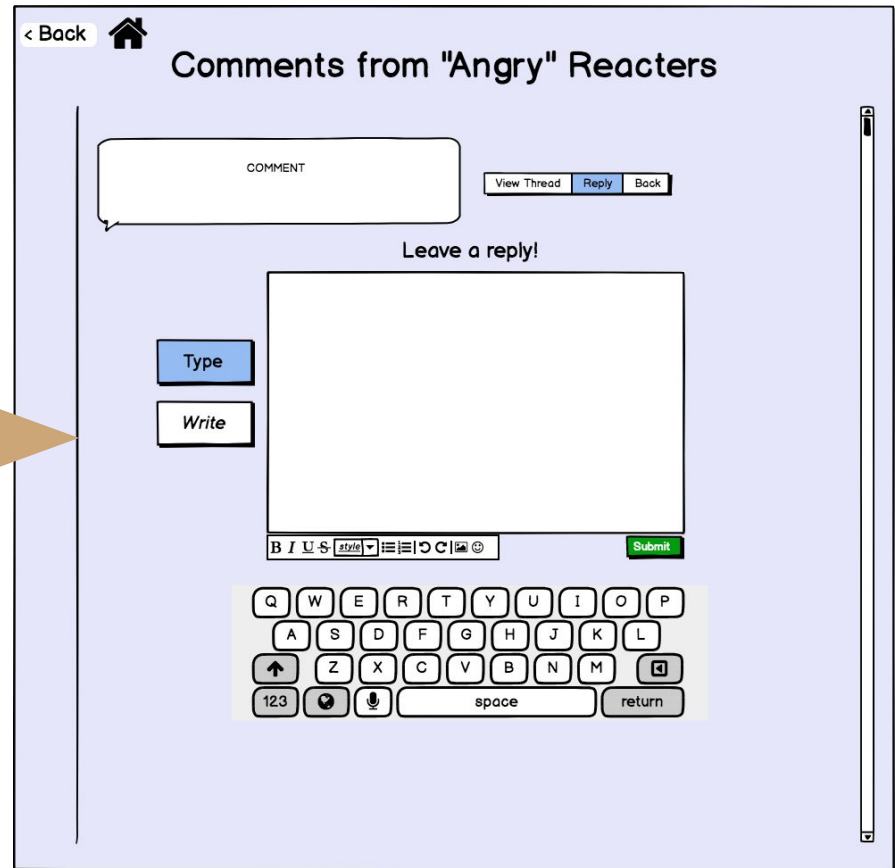 < Back
Comments from "Angry" Reacters
COMMENT
View Thread Reply Back
Leave a reply!
Type
Write
B I U S style
Submit
Q W E R T Y U I O P
A S D F G H J K L
Z X C V B N M
123 space return